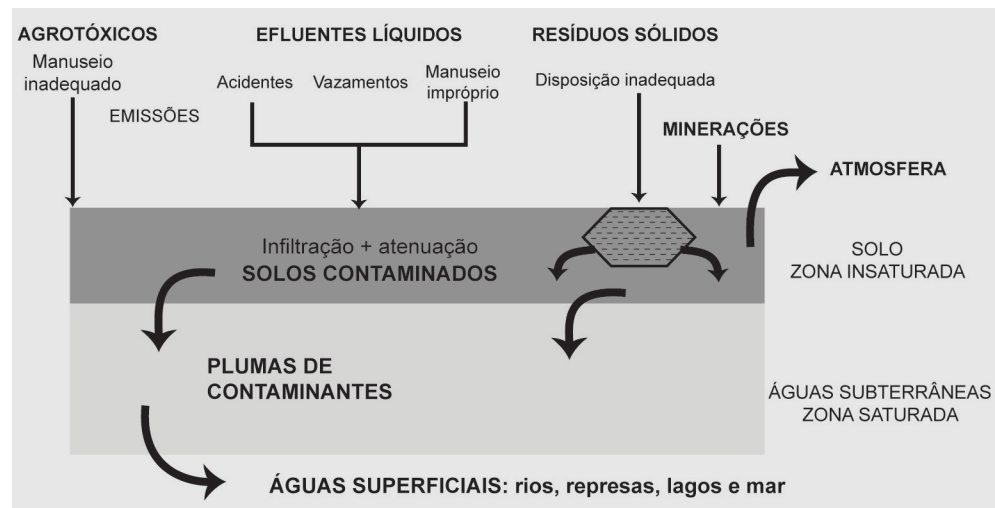 AGROTÓXICOS
Manuseio
inadequado
EMISSÕES
EFLUENTES LÍQUIDOS
Acidentes
Vazamentos
Manuseio
impróprio
RESÍDUOS SÓLIDOS
Disposição inadequada
MINERAÇÕES
ATMOSFERA
Infiltração + atenuação
SOLOS CONTAMINADOS
SOLO
ZONA INSATURADA
PLUMAS DE
CONTAMINANTES
ÁGUAS SUBTERRÂNEAS
ZONA SATURADA
ÁGUAS SUPERFICIAIS: rios, represas, lagos e mar